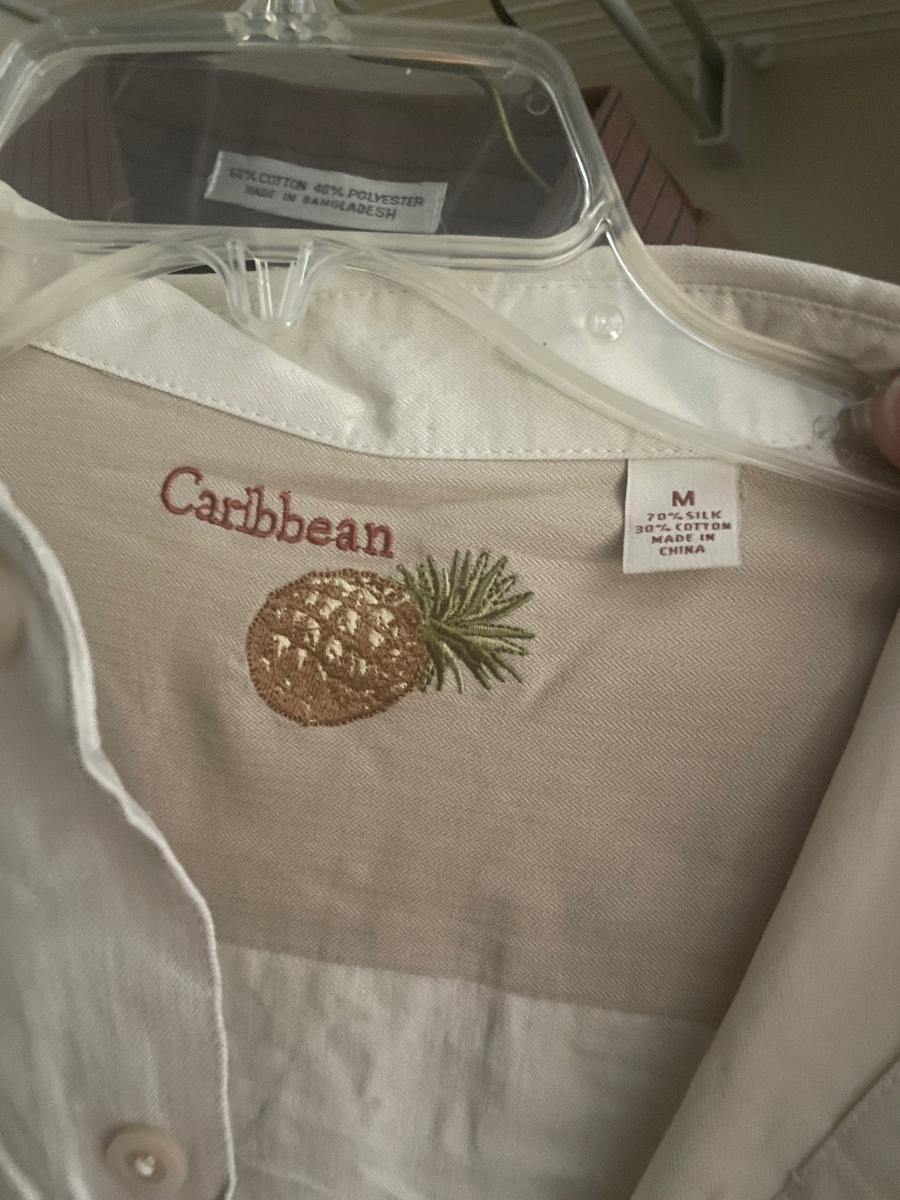 60% COTTON 40% POLYESTER
MADE IN BANGLADESH
Caribbean
M
70% SILK
30% COTTON
MADE IN
CHINA